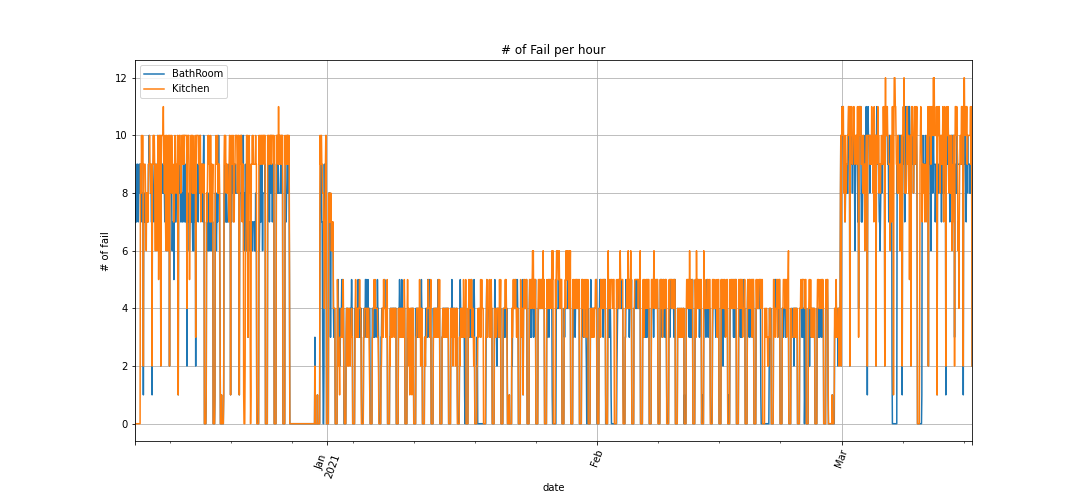 # of Fail per hour
BathRoom
Kitchen
12
10
8
6
4
2
0
# of fail
Jan
2021
Feb
Mar
date